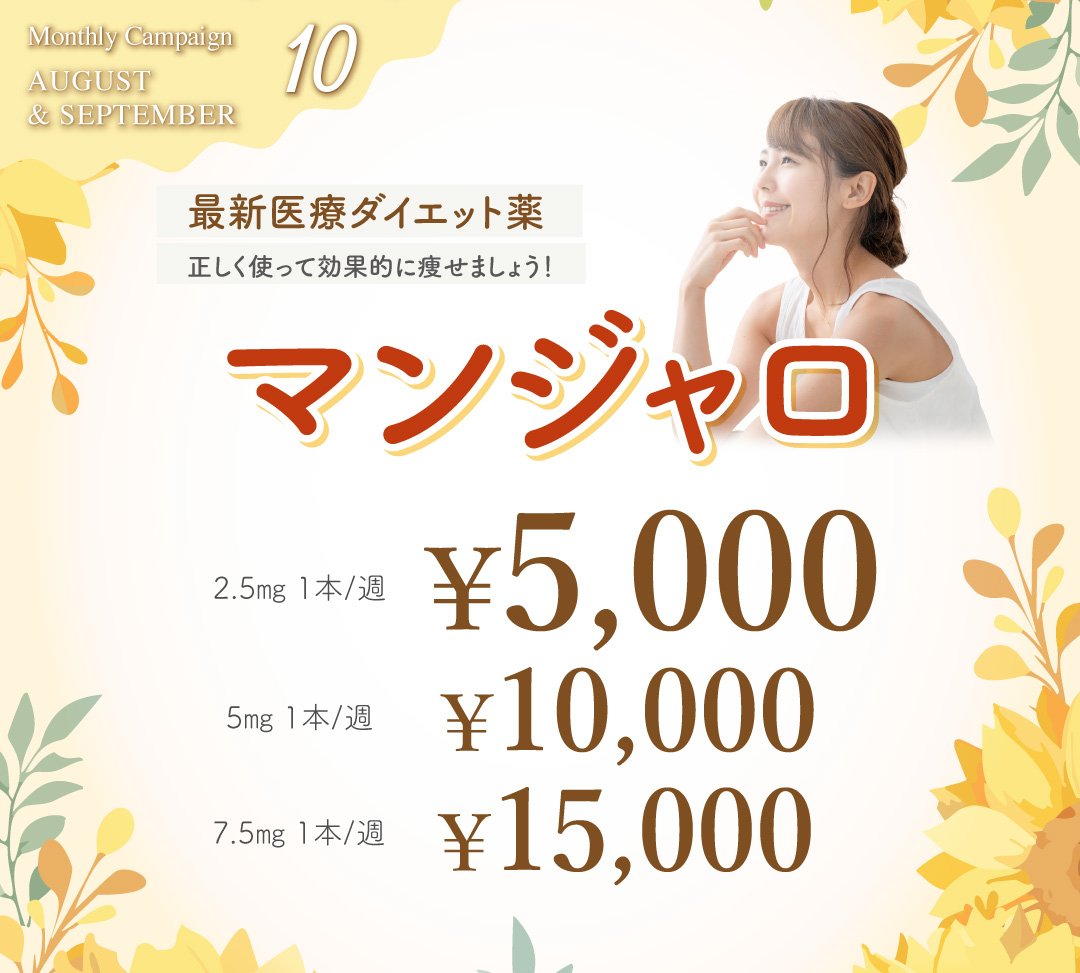 Monthly Campaign
AUGUST
& SEPTEMBER
10
最新医療ダイエット薬
正しく使って効果的に痩せましょう!
マンジャロ
2.5mg 1本/週 ¥5,000
5mg 1本/週 ¥10,000
7.5mg 1本/週 ¥15,000